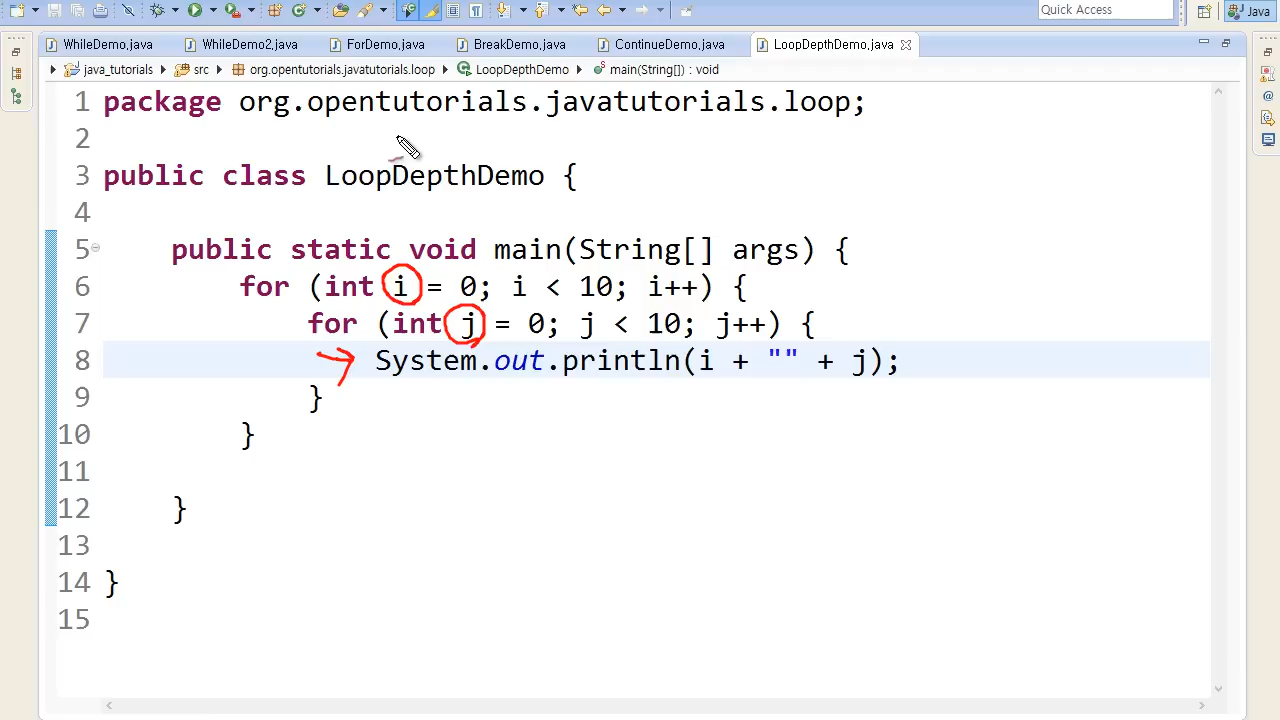 Quick Access
Java
WhileDemo.java WhileDemo2.java ForDemo.java BreakDemo.java ContinueDemo.java LoopDepthDemo.java
java_tutorials src org.opentutorials.javatutorials.loop LoopDepthDemo main(String[]) : void
1 package org.opentutorials.javatutorials.loop;
2
3 public class LoopDepthDemo {
4
5 public static void main(String[] args) {
6 for (int i = 0; i < 10; i++) {
7 for (int j = 0; j < 10; j++) {
8 System.out.println(i + "" + j);
9 }
10 }
11
12 }
13
14 }
15